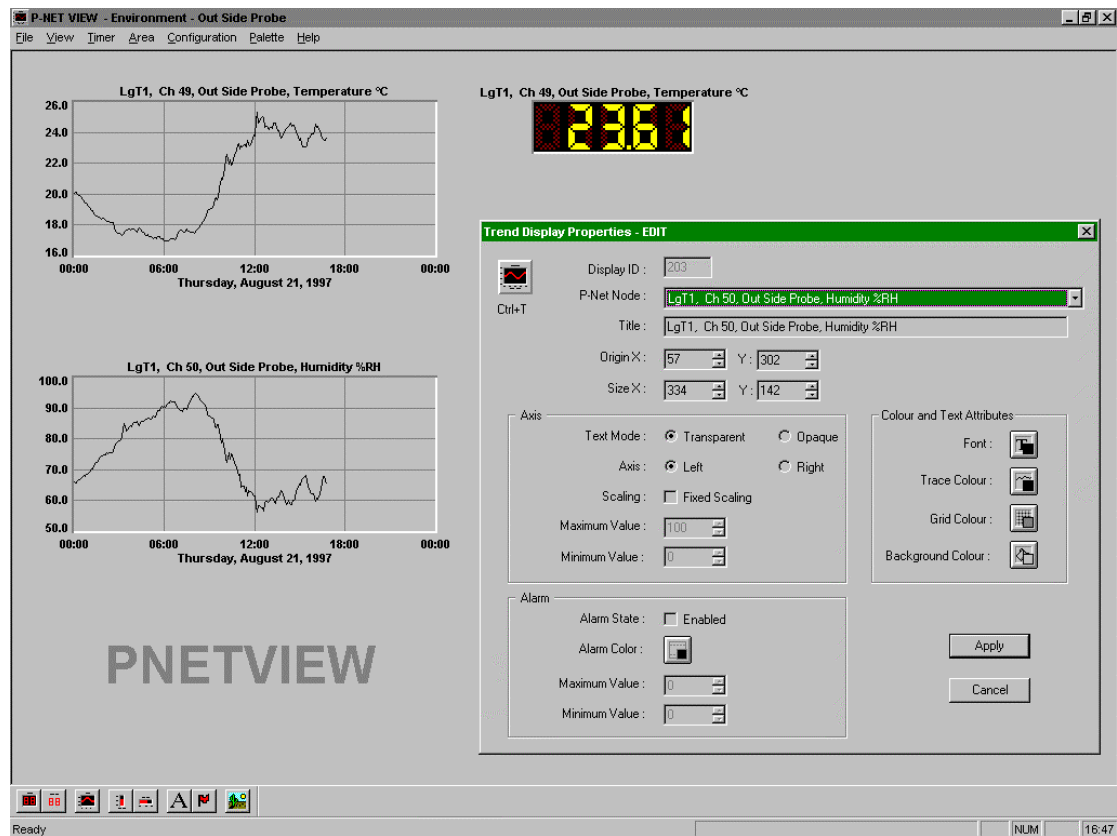 P-NET VIEW - Environment - Out Side Probe
File View Timer Area Configuration Palette Help
LgT1, Ch 49, Out Side Probe, Temperature °C
26.0
24.0
22.0
20.0
18.0
16.0
00:00 06:00 12:00 18:00 00:00
Thursday, August 21, 1997
LgT1, Ch 49, Out Side Probe, Temperature °C
23.61
LgT1, Ch 50, Out Side Probe, Humidity %RH
100.0
90.0
80.0
70.0
60.0
50.0
00:00 06:00 12:00 18:00 00:00
Thursday, August 21, 1997
PNETVIEW
Trend Display Properties - EDIT
Ctrl+T
Display ID : 203
P-Net Node : LgT1, Ch 50, Out Side Probe, Humidity %RH
Title : LgT1, Ch 50, Out Side Probe, Humidity %RH
Origin X : 57 Y : 302
Size X : 334 Y : 142
Axis
Text Mode : Transparent Opaque
Axis : Left Right
Scaling : Fixed Scaling
Maximum Value : 100
Minimum Value : 0
Colour and Text Attributes
Font :
Trace Colour :
Grid Colour :
Background Colour :
Alarm
Alarm State : Enabled
Alarm Color :
Maximum Value : 0
Minimum Value : 0
Apply
Cancel
Ready NUM 16:47